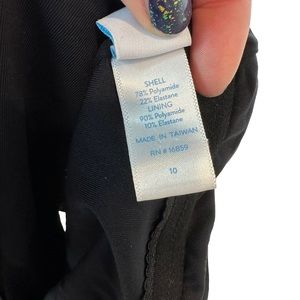 SHELL
78% Polyamide
22% Elastane
LINING
90% Polyamide
10% Elastane
MADE IN TAIWAN
RN # 16859
10